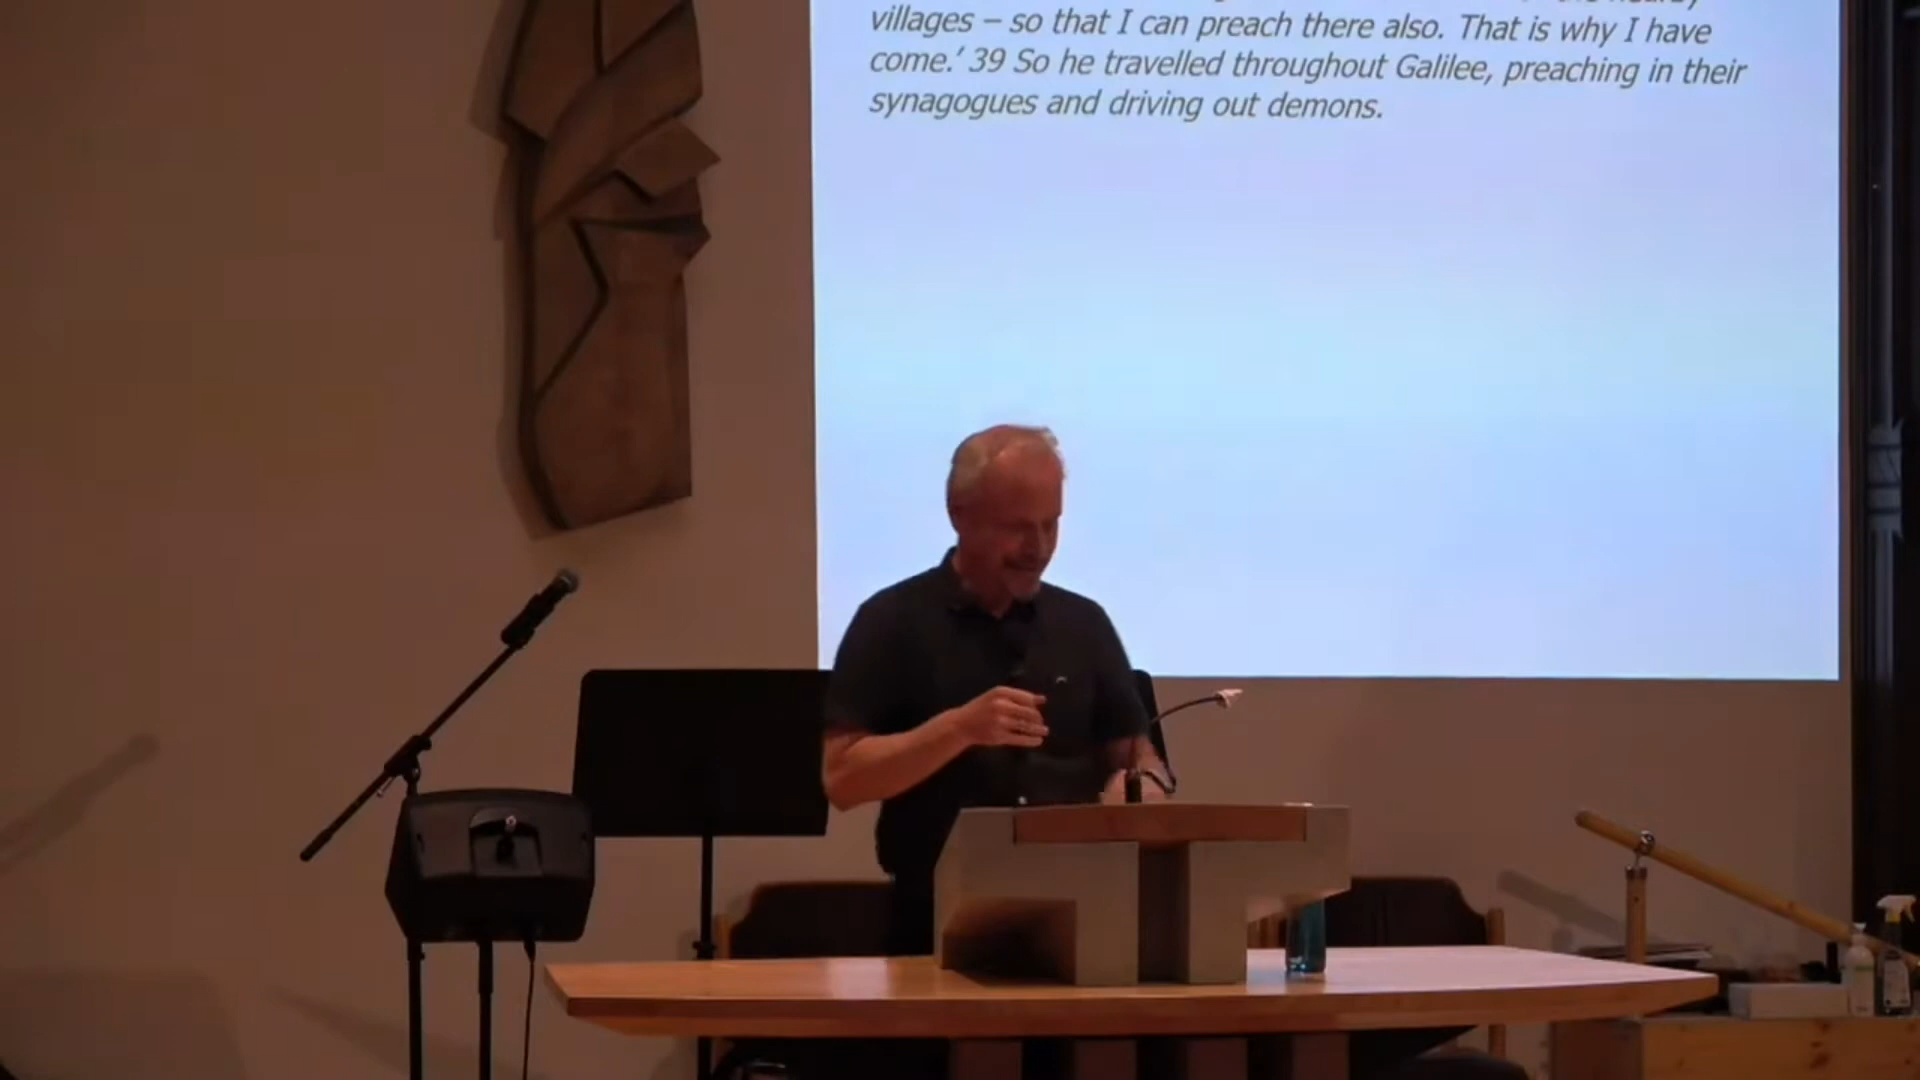 villages – so that I can preach there also. That is why I have
come.’ 39 So he travelled throughout Galilee, preaching in their
synagogues and driving out demons.